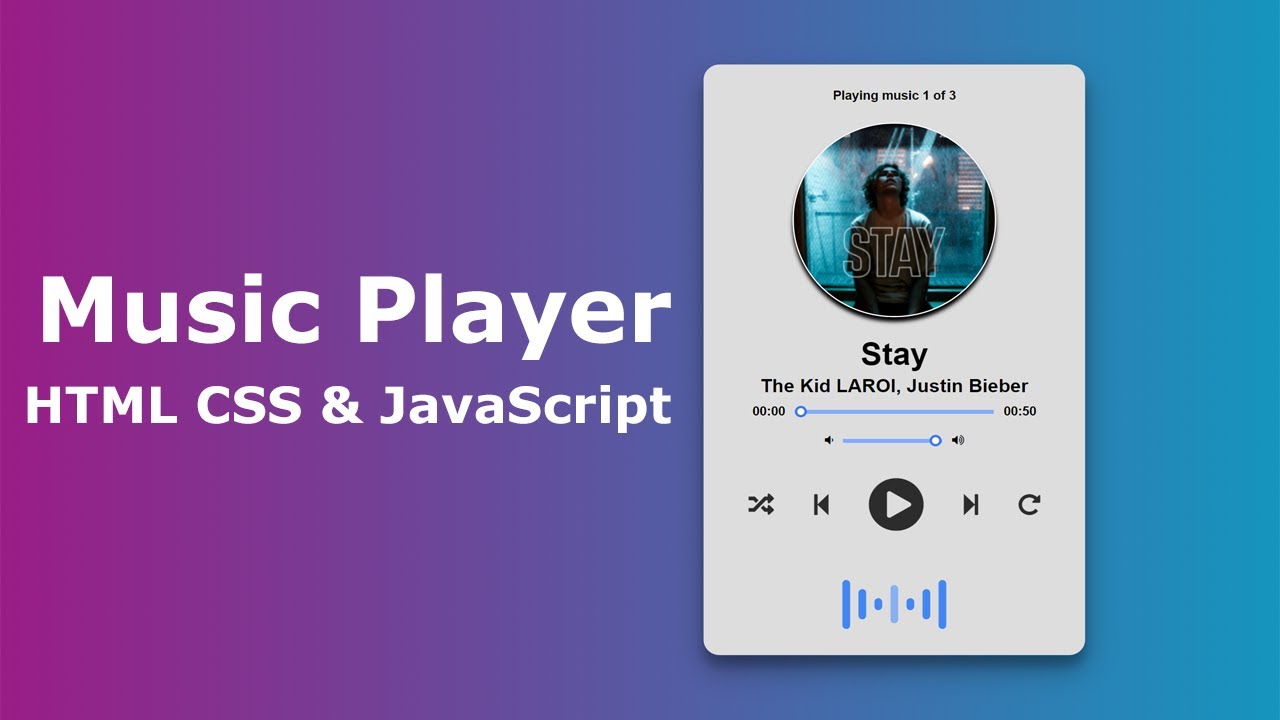 Music Player
HTML CSS & JavaScript
Playing music 1 of 3
STAY
Stay
The Kid LAROI, Justin Bieber
00:00 00:50